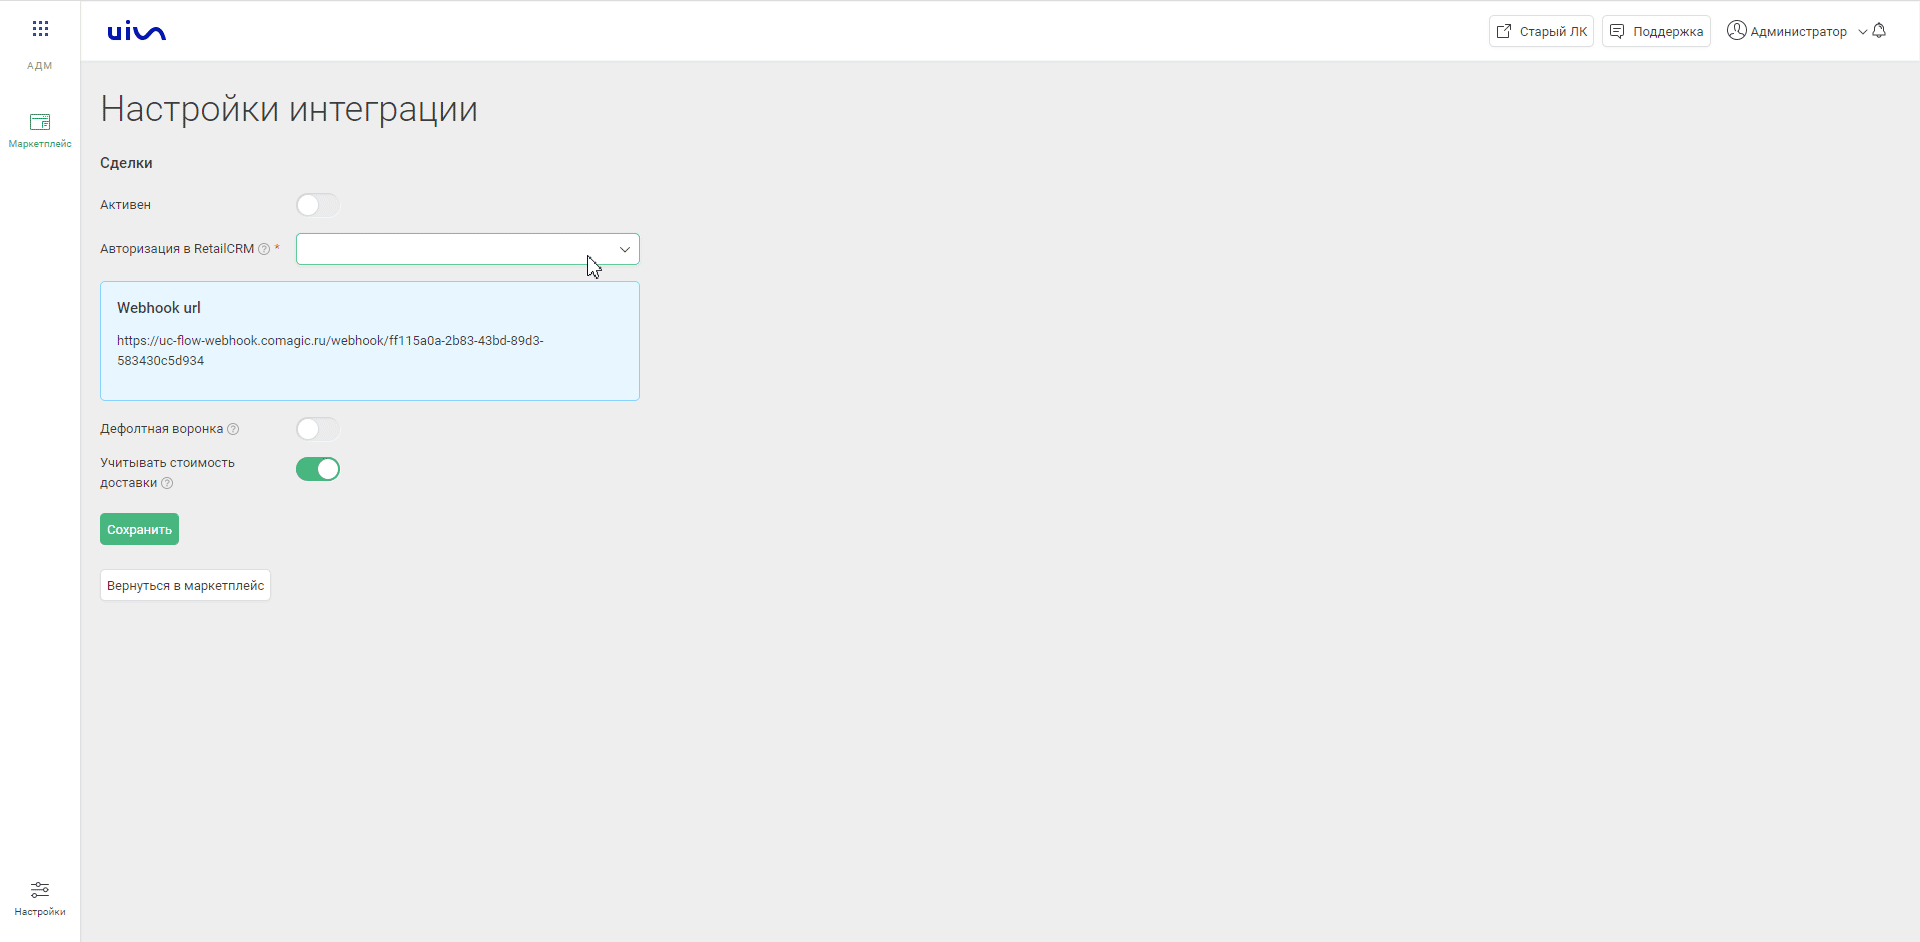 АДМ
Маркетплейс
Настройки
uis
Старый ЛК
Поддержка
Администратор
Настройки интеграции
Сделки
Активен
Авторизация в RetailCRM ? *
Webhook url
https://uc-flow-webhook.comagic.ru/webhook/ff115a0a-2b83-43bd-89d3-
583430c5d934
Дефолтная воронка ?
Учитывать стоимость
доставки ?
Сохранить
Вернуться в маркетплейс